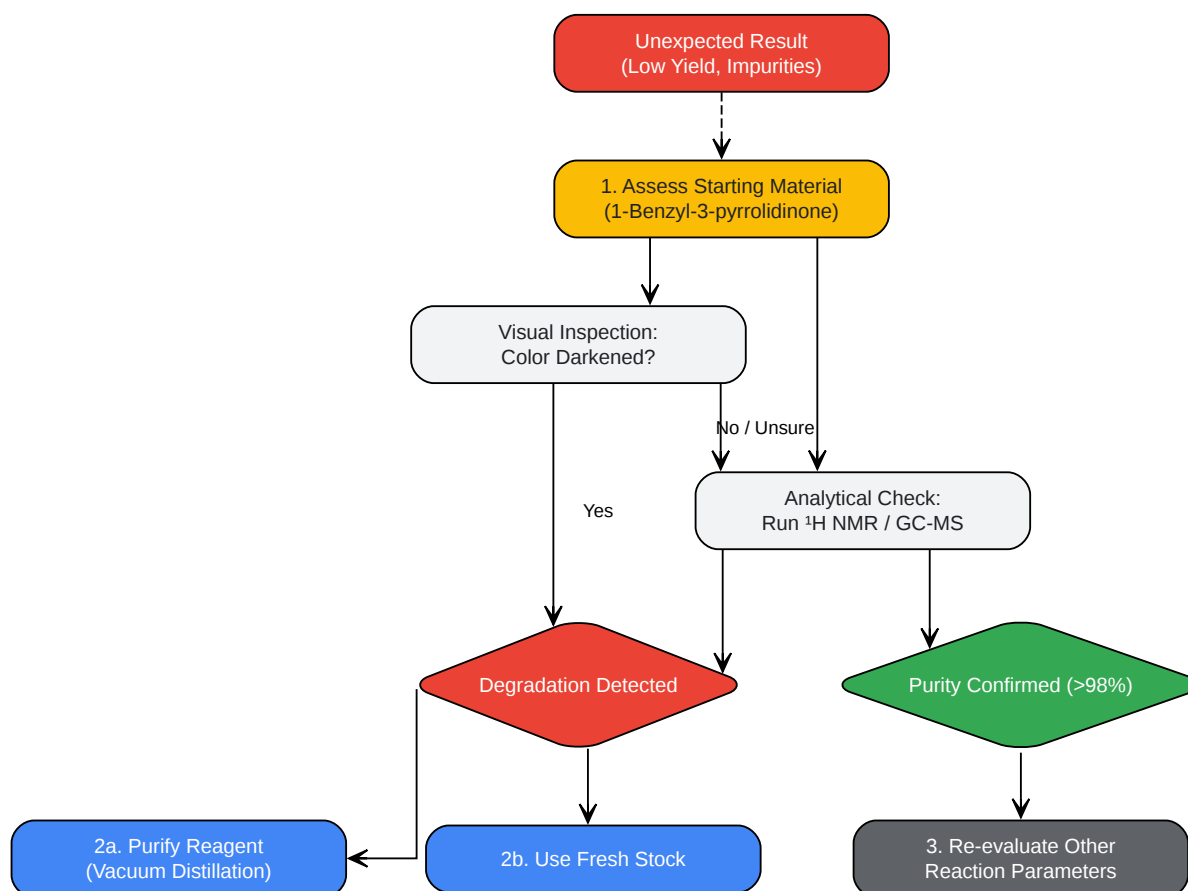 Unexpected Result
(Low Yield, Impurities)
1. Assess Starting Material
(1-Benzyl-3-pyrrolidinone)
Visual Inspection:
Color Darkened?
No / Unsure
Analytical Check:
Run ¹H NMR / GC-MS
Yes
Degradation Detected
Purity Confirmed (>98%)
2a. Purify Reagent
(Vacuum Distillation)
2b. Use Fresh Stock
3. Re-evaluate Other
Reaction Parameters